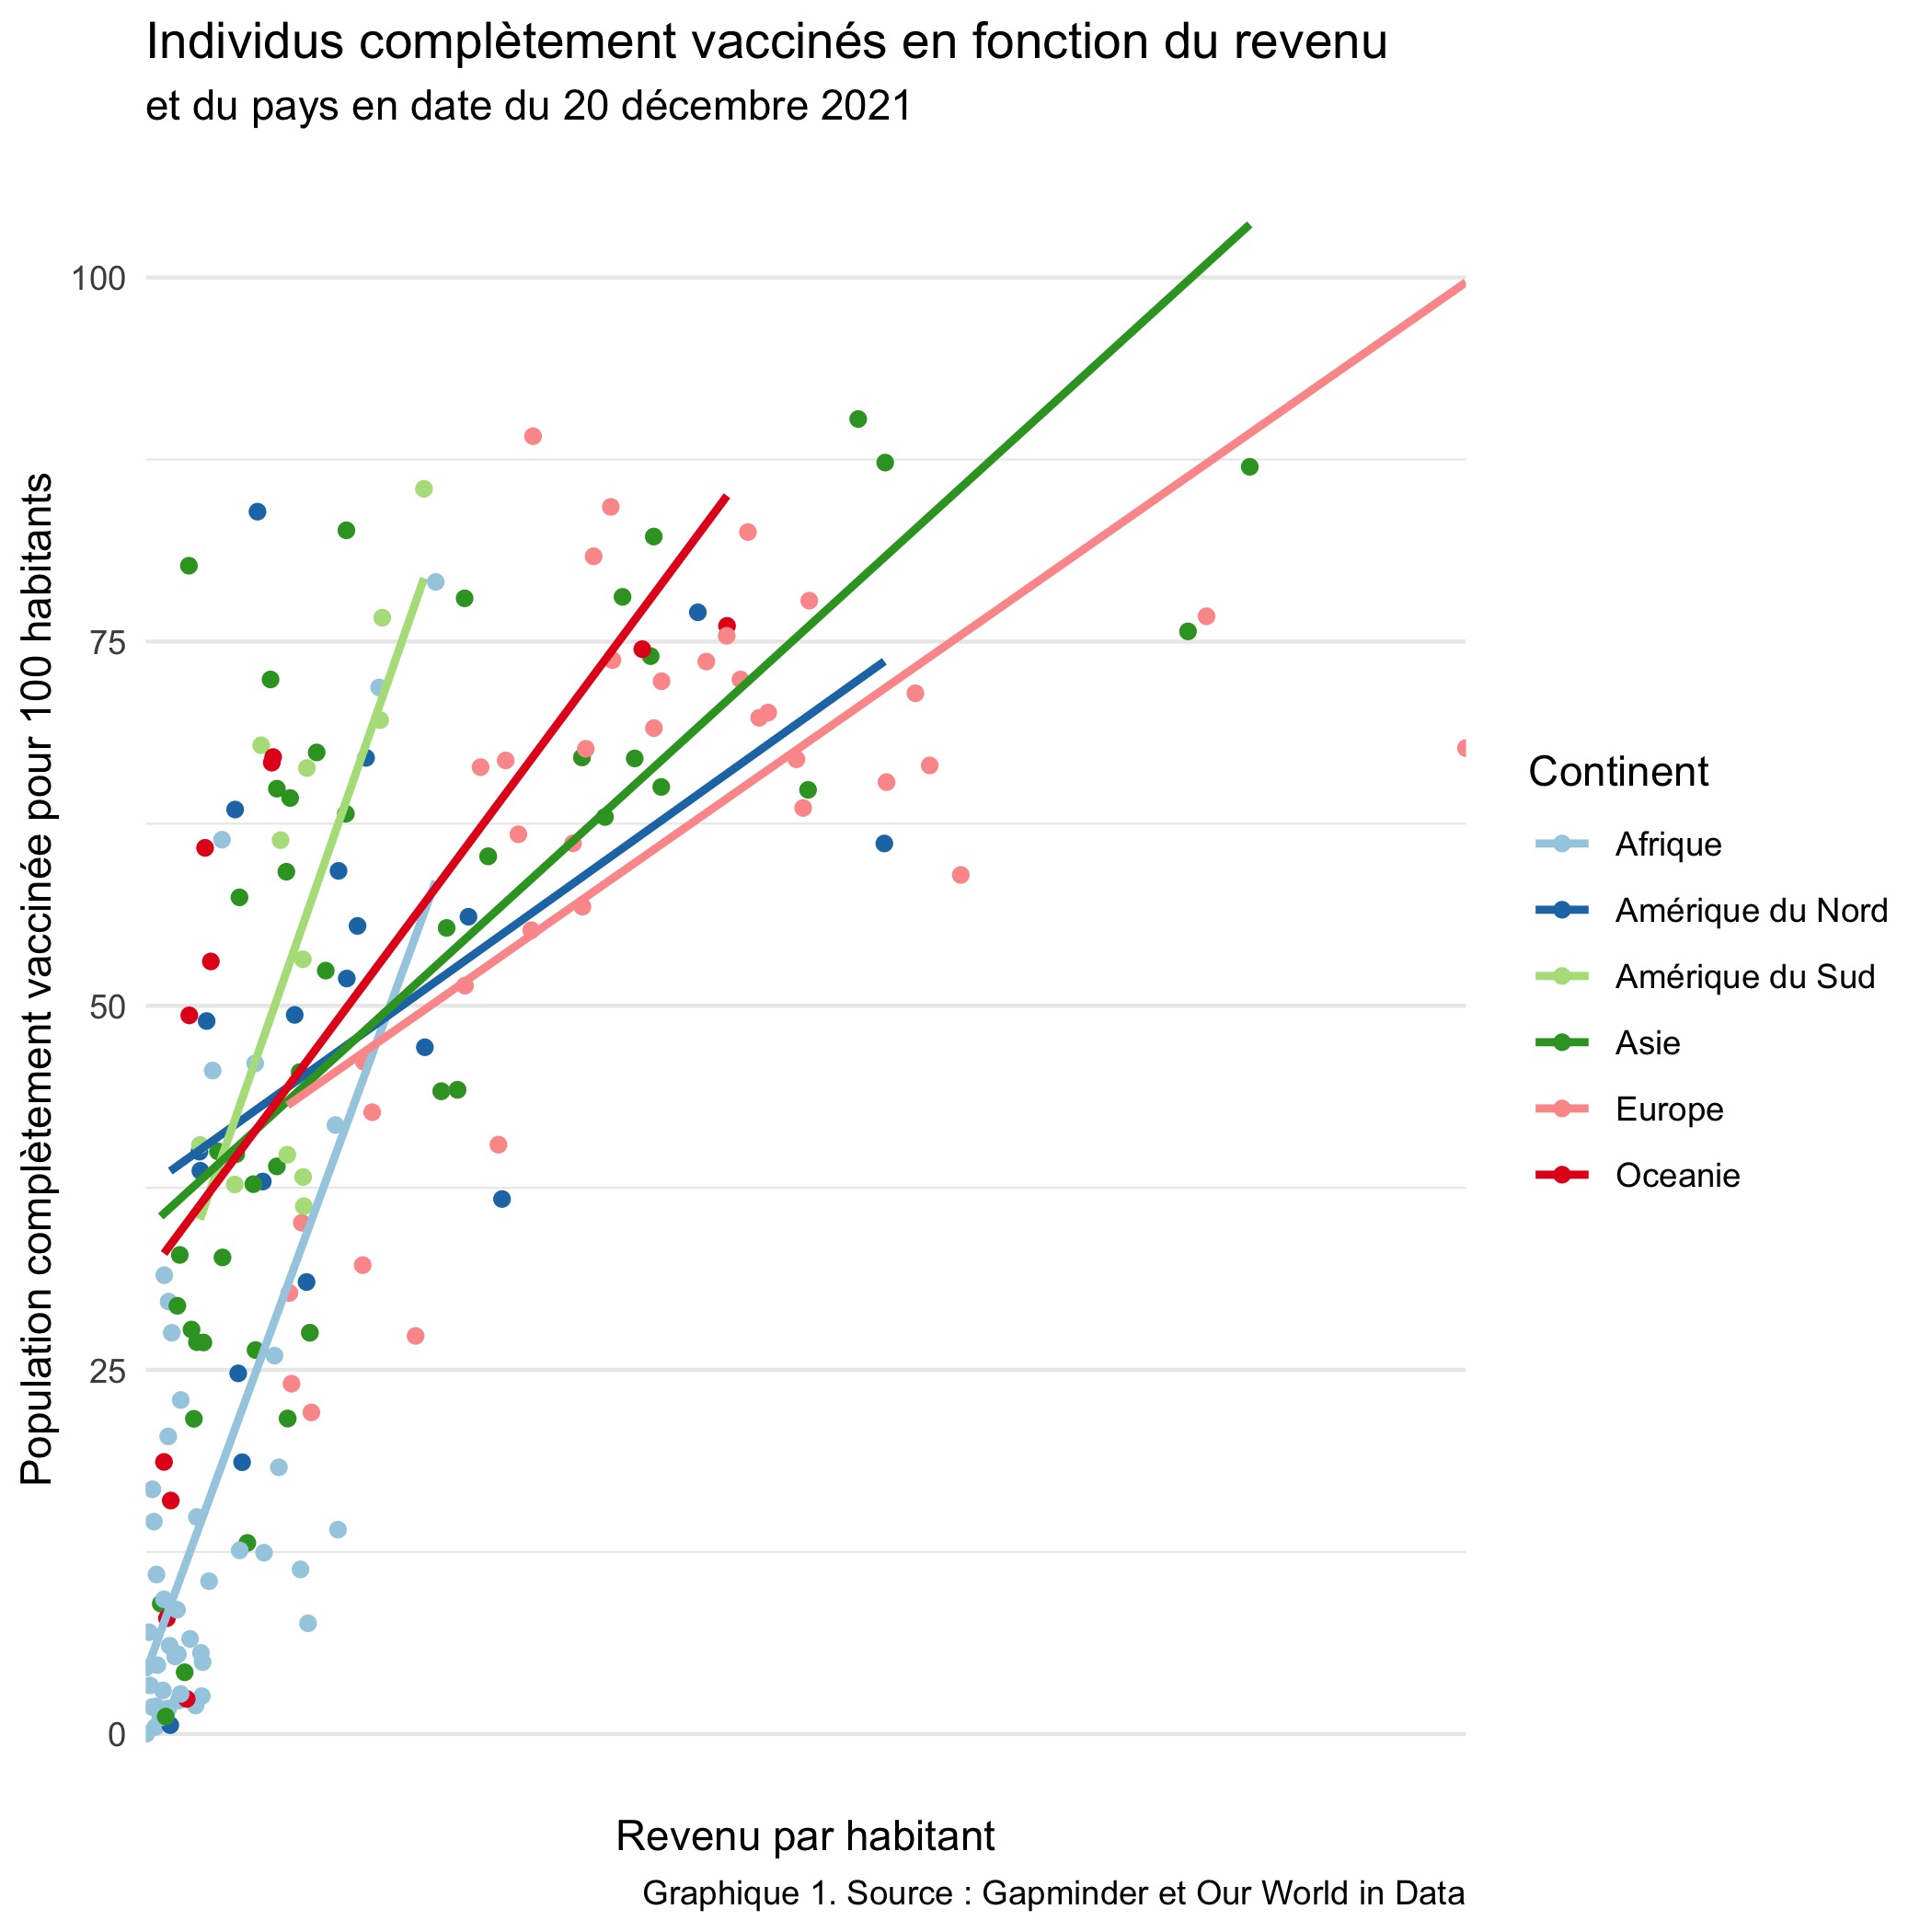 Individus complètement vaccinés en fonction du revenu
et du pays en date du 20 décembre 2021
Population complètement vaccinée pour 100 habitants
100
75
50
25
0
Revenu par habitant
Continent
Afrique
Amérique du Nord
Amérique du Sud
Asie
Europe
Oceanie
Graphique 1. Source : Gapminder et Our World in Data